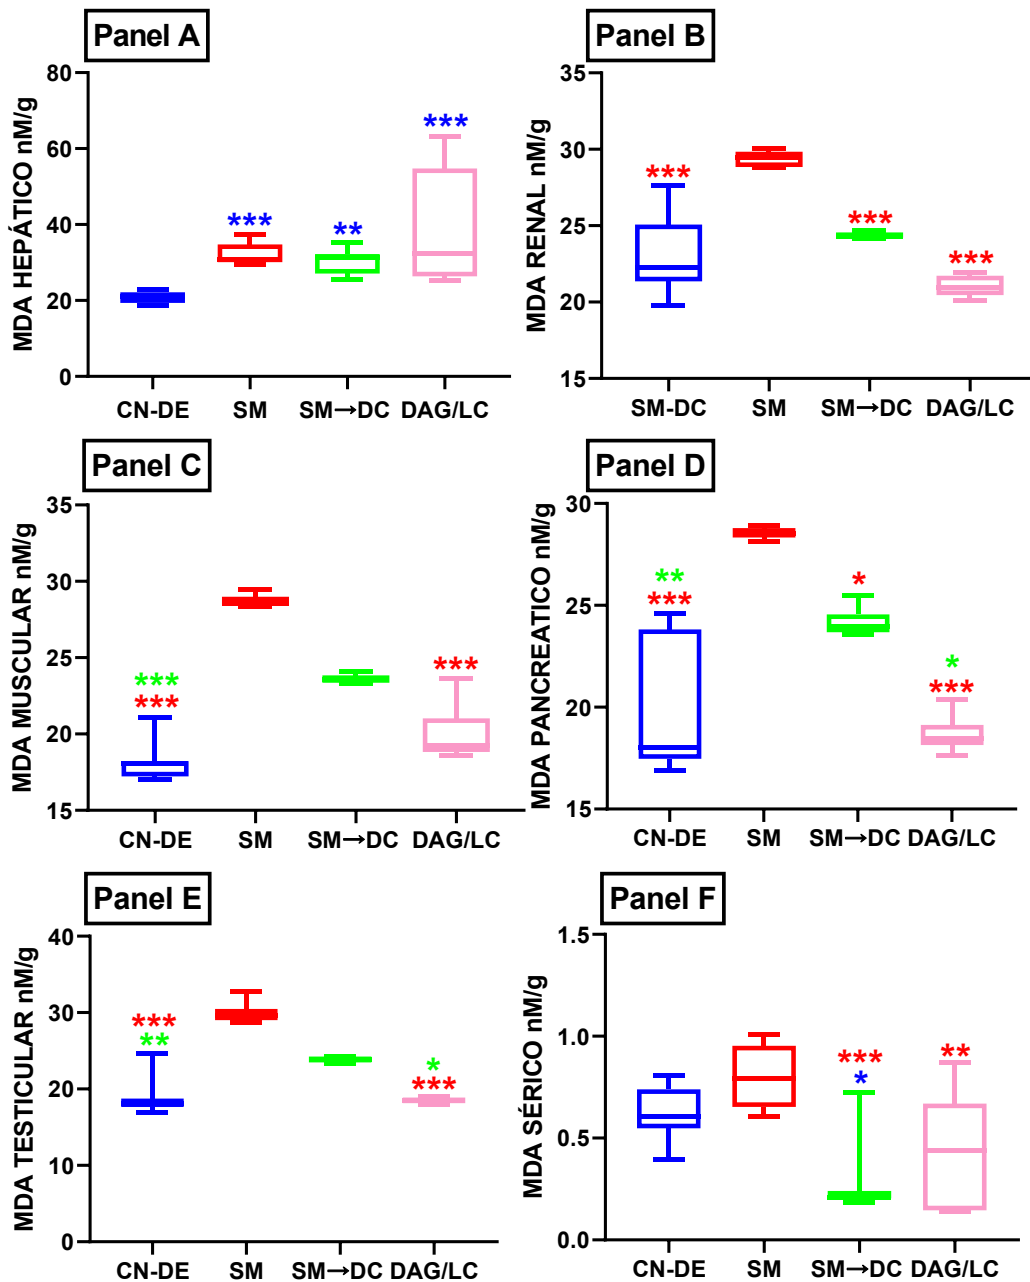 Panel A
MDA HEPÁTICO nM/g
80
60
40
20
0
***
**
***
CN-DE SM SM→DC DAG/LC
Panel B
MDA RENAL nM/g
35
30
25
20
15
***
***
***
SM-DC SM SM→DC DAG/LC
Panel C
MDA MUSCULAR nM/g
35
30
25
20
15
***
***
***
CN-DE SM SM→DC DAG/LC
Panel D
MDA PANCREATICO nM/g
30
25
20
15
**
***
*
*
***
CN-DE SM SM→DC DAG/LC
Panel E
MDA TESTICULAR nM/g
40
30
20
10
0
***
**
*
***
CN-DE SM SM→DC DAG/LC
Panel F
MDA SÉRICO nM/g
1.5
1.0
0.5
0.0
***
*
**
CN-DE SM SM→DC DAG/LC